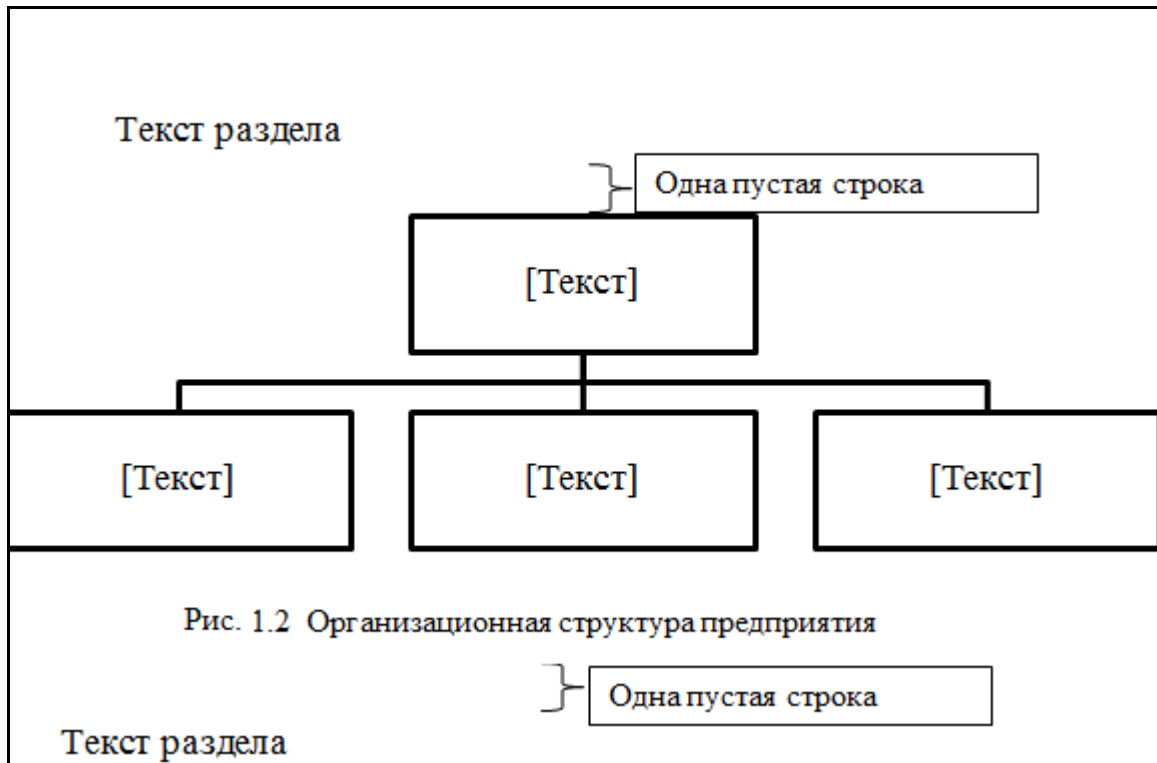 Текст раздела
Одна пустая строка
[Текст]
[Текст]
[Текст]
[Текст]
Рис. 1.2 Организационная структура предприятия
Одна пустая строка
Текст раздела